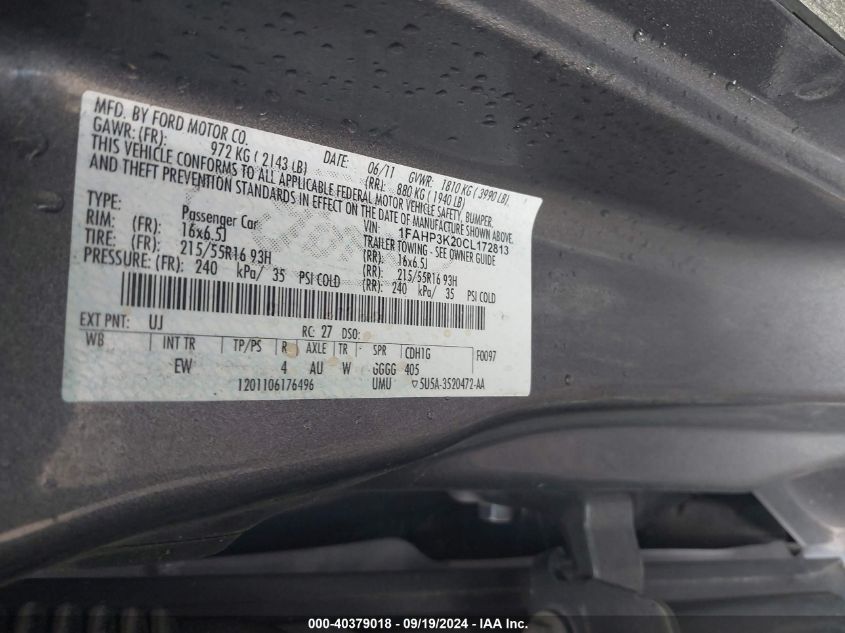 MFD. BY FORD MOTOR CO.
DATE: 06/11 GVWR: 1810 KG ( 3990 LB)
GAWR: (FR): 972 KG ( 2143 LB) (RR): 880 KG ( 1940 LB)
THIS VEHICLE CONFORMS TO ALL APPLICABLE FEDERAL MOTOR VEHICLE SAFETY, BUMPER,
AND THEFT PREVENTION STANDARDS IN EFFECT ON THE DATE OF MANUFACTURE SHOWN ABOVE.
VIN: 1FAHP3K20CL172813
TYPE: Passenger Car TRAILER TOWING - SEE OWNER GUIDE
RIM: (FR): 16x6.5J (RR): 16x6.5J
TIRE: (FR): 215/55R16 93H (RR): 215/55R16 93H
PRESSURE: (FR): 240 kPa/ 35 PSI COLD (RR): 240 kPa/ 35 PSI COLD
EXT PNT: UJ RC: 27 DSO:
WB INT TR TP/PS R AXLE TR - SPR CDH1G F0097
EW 4 AU W GGGG 405
1201106176496 UMU ▽5U5A-3520472-AA
000-40379018 - 09/19/2024 - IAA Inc.